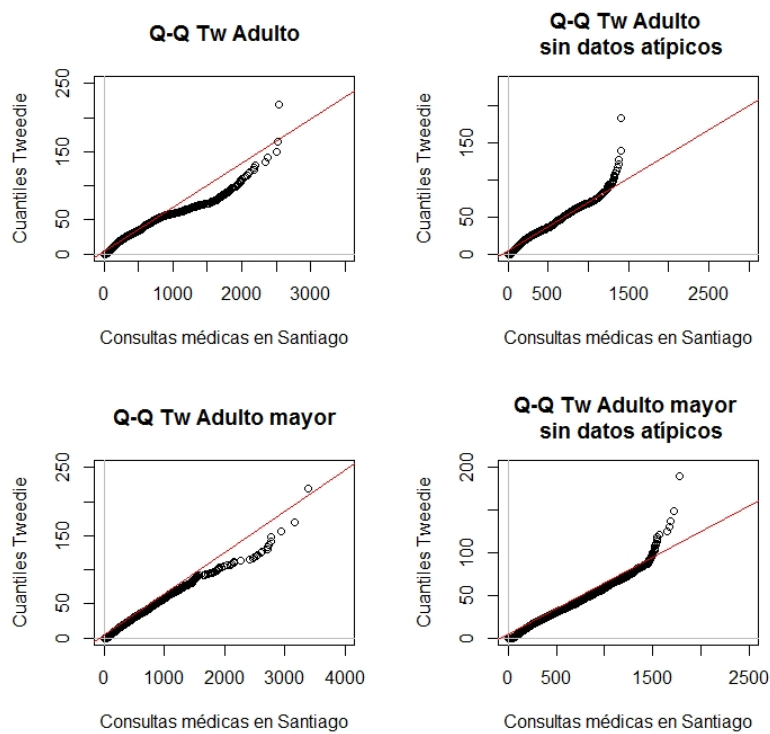 Q-Q Tw Adulto
250
150
50
0
Cuantiles Tweedie
0 1000 2000 3000
Consultas médicas en Santiago
Q-Q Tw Adulto
sin datos atípicos
150
50
0
Cuantiles Tweedie
0 500 1500 2500
Consultas médicas en Santiago
Q-Q Tw Adulto mayor
250
150
50
0
Cuantiles Tweedie
0 1000 2000 3000 4000
Consultas médicas en Santiago
Q-Q Tw Adulto mayor
sin datos atípicos
200
150
100
50
0
Cuantiles Tweedie
0 500 1500 2500
Consultas médicas en Santiago